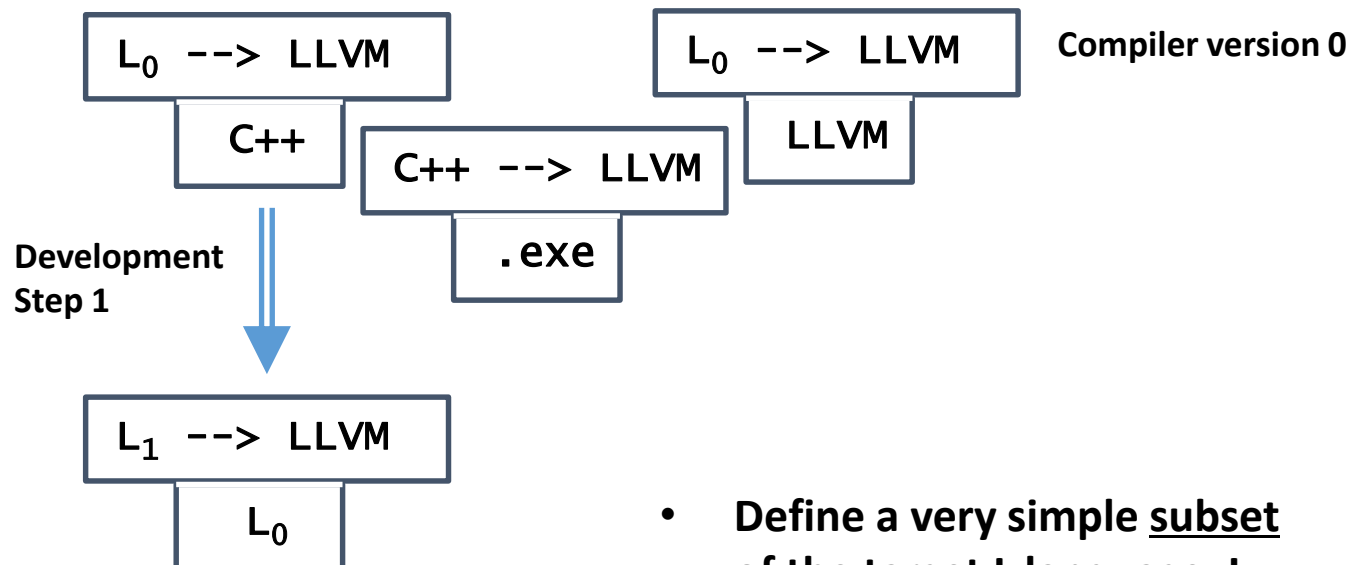 L₀ --> LLVM
C++
C++ --> LLVM
.exe
L₀ --> LLVM
LLVM
Compiler version 0
Development
Step 1
L₁ --> LLVM
L₀
• Define a very simple subset